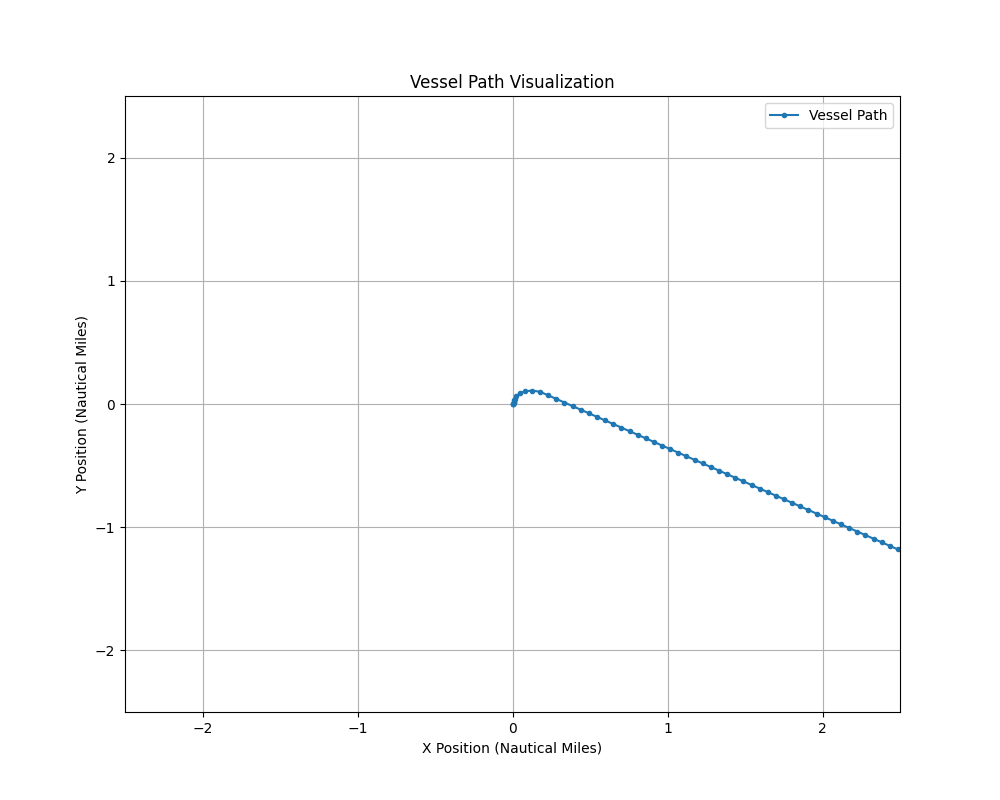 Vessel Path Visualization
Vessel Path
Y Position (Nautical Miles)
2
1
0
−1
−2
−2
−1
0
1
2
X Position (Nautical Miles)